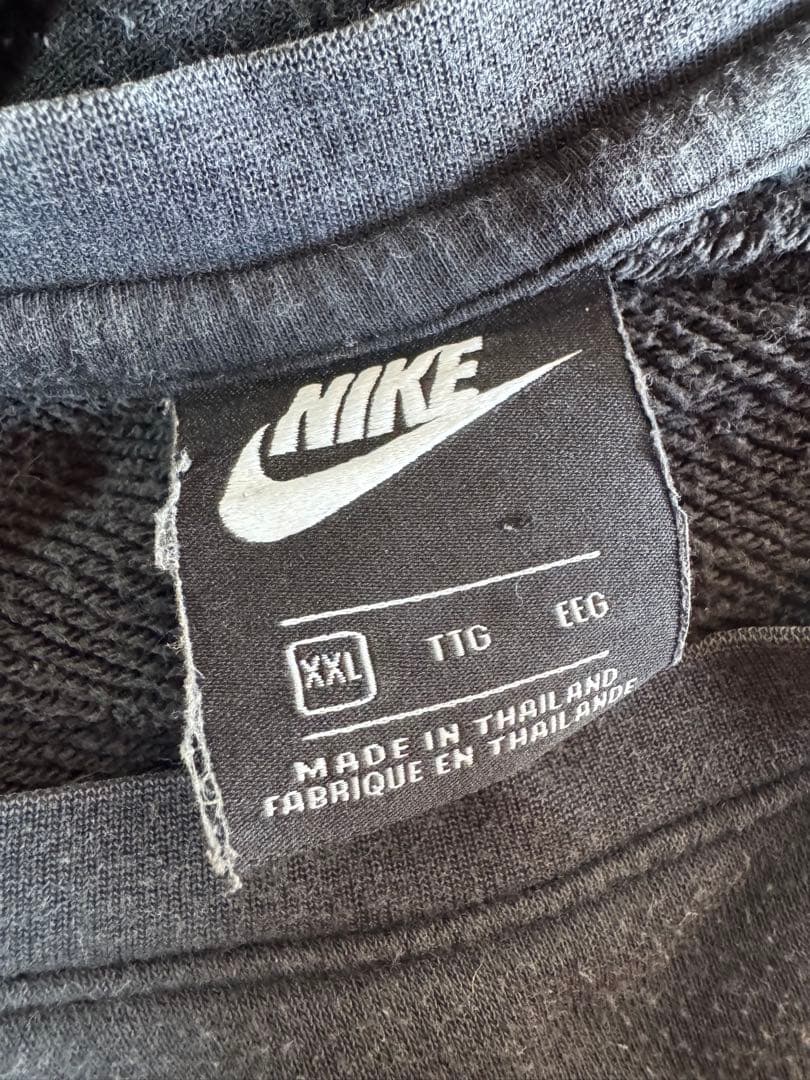 NIKE
XXL TTG EEG
MADE IN THAILAND
FABRIQUE EN THAILANDE